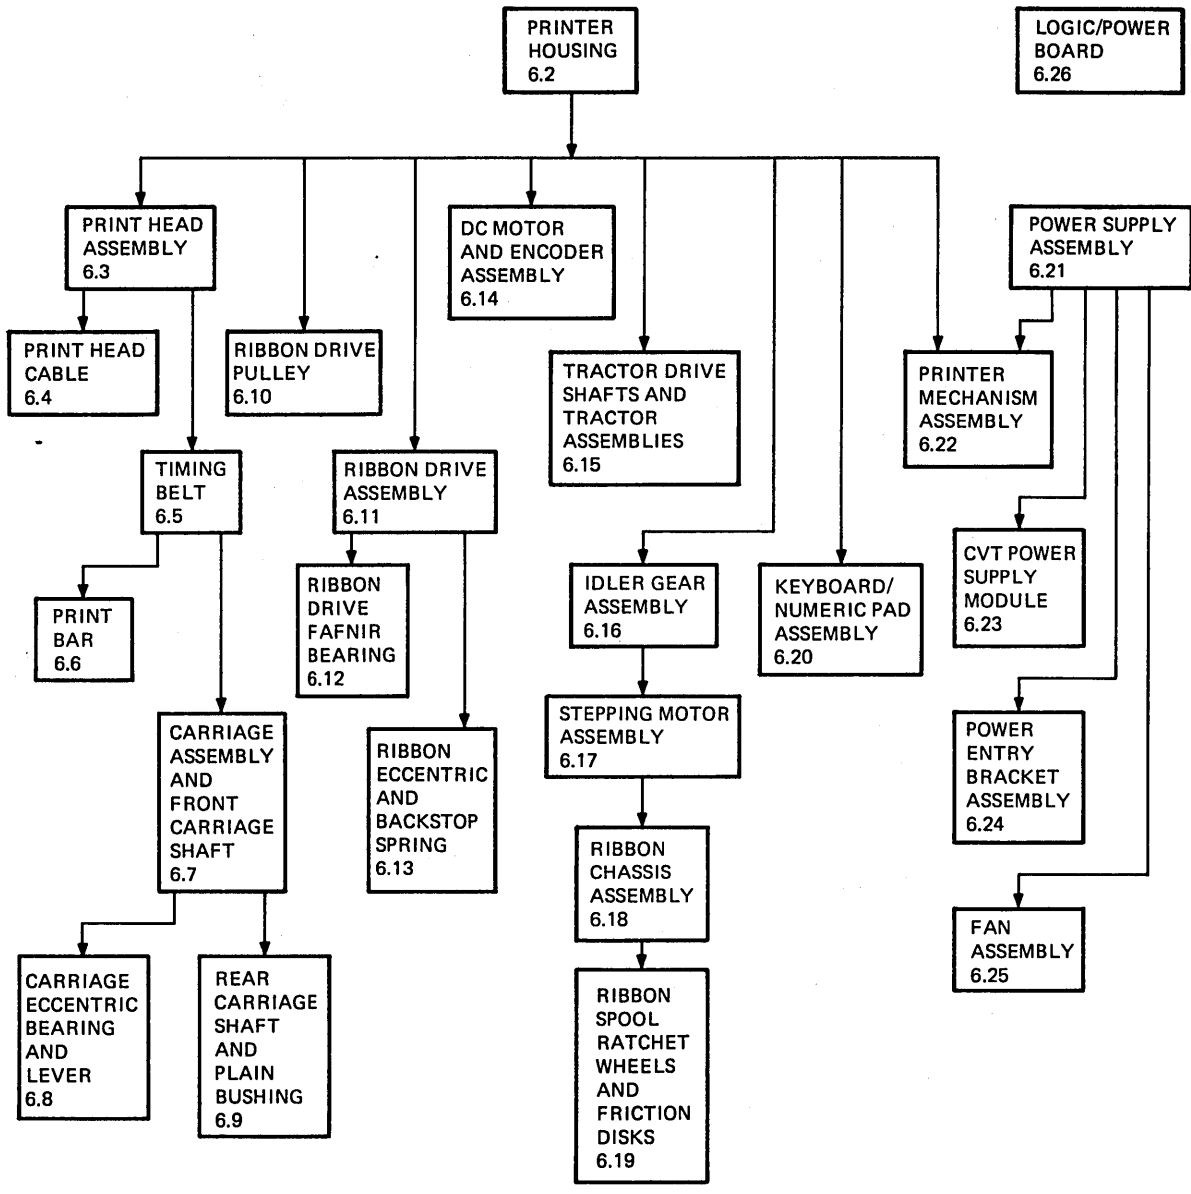 PRINTER
HOUSING
6.2
LOGIC/POWER
BOARD
6.26
PRINT HEAD
ASSEMBLY
6.3
DC MOTOR
AND ENCODER
ASSEMBLY
6.14
POWER SUPPLY
ASSEMBLY
6.21
PRINT HEAD
CABLE
6.4
RIBBON DRIVE
PULLEY
6.10
TRACTOR DRIVE
SHAFTS AND
TRACTOR
ASSEMBLIES
6.15
PRINTER
MECHANISM
ASSEMBLY
6.22
TIMING
BELT
6.5
RIBBON DRIVE
ASSEMBLY
6.11
CVT POWER
SUPPLY
MODULE
6.23
PRINT
BAR
6.6
RIBBON
DRIVE
FAFNIR
BEARING
6.12
IDLER GEAR
ASSEMBLY
6.16
KEYBOARD/
NUMERIC PAD
ASSEMBLY
6.20
STEPPING MOTOR
ASSEMBLY
6.17
CARRIAGE
ASSEMBLY
AND
FRONT
CARRIAGE
SHAFT
6.7
RIBBON
ECCENTRIC
AND
BACKSTOP
SPRING
6.13
POWER
ENTRY
BRACKET
ASSEMBLY
6.24
RIBBON
CHASSIS
ASSEMBLY
6.18
FAN
ASSEMBLY
6.25
CARRIAGE
ECCENTRIC
BEARING
AND
LEVER
6.8
REAR
CARRIAGE
SHAFT
AND
PLAIN
BUSHING
6.9
RIBBON
SPOOL
RATCHET
WHEELS
AND
FRICTION
DISKS
6.19